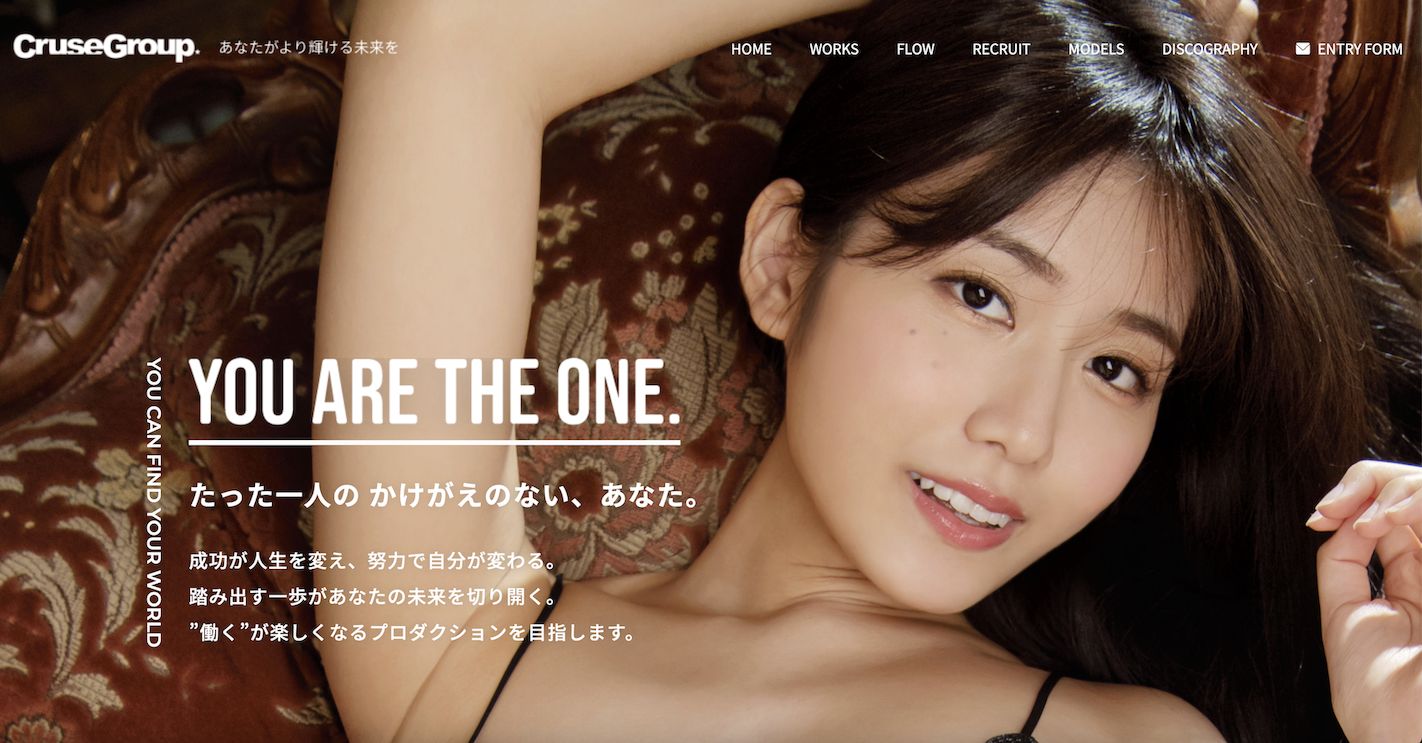 CruseGroup.
あなたがより輝ける未来を
HOME
WORKS
FLOW
RECRUIT
MODELS
DISCOGRAPHY
ENTRY FORM
YOU CAN FIND YOUR WORLD
YOU ARE THE ONE.
たった一人の かけがえのない、あなた。
成功が人生を変え、努力で自分が変わる。
踏み出す一歩があなたの未来を切り開く。
”働く”が楽しくなるプロダクションを目指します。